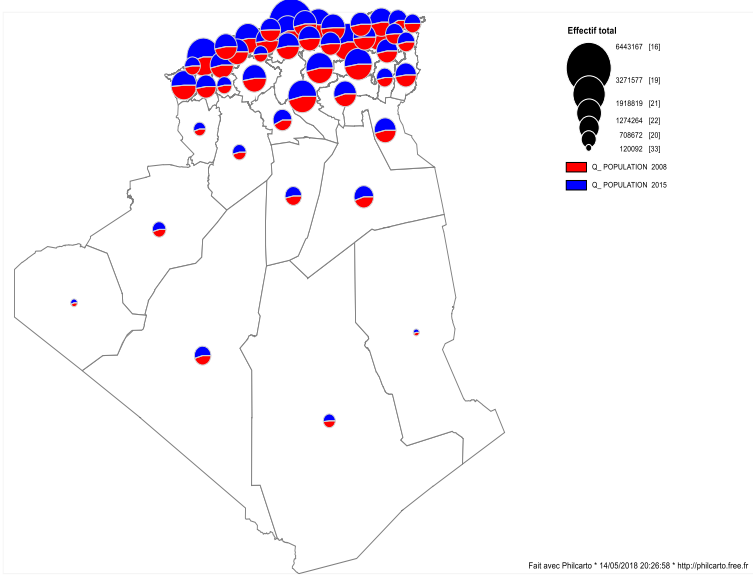 Effectif total
6443167 [16]
3271577 [19]
1918819 [21]
1274264 [22]
708672 [20]
120092 [33]
Q_ POPULATION 2008
Q_ POPULATION 2015
Fait avec Philcarto * 14/05/2018 20:26:58 * http://philcarto.free.fr